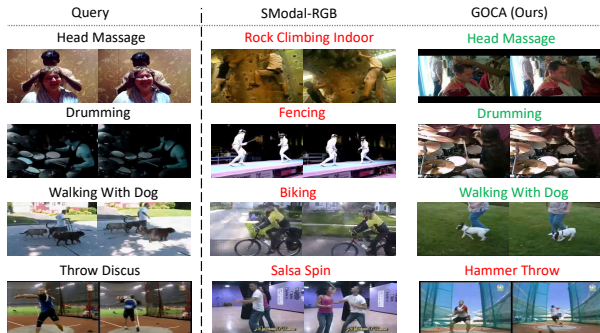 Query SModal-RGB GOCA (Ours)
Head Massage Rock Climbing Indoor Head Massage
Drumming Fencing Drumming
Walking With Dog Biking Walking With Dog
Throw Discus Salsa Spin Hammer Throw